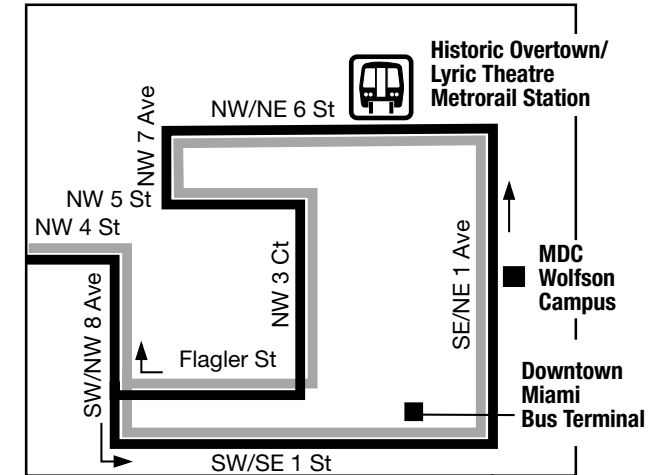 Historic Overtown/
Lyric Theatre
Metrorail Station
NW/NE 6 St
NW 7 Ave
NW 5 St
NW 4 St
NW 3 Ct
SE/NE 1 Ave
MDC
Wolfson
Campus
SW/NW 8 Ave
Flagler St
Downtown
Miami
Bus Terminal
SW/SE 1 St